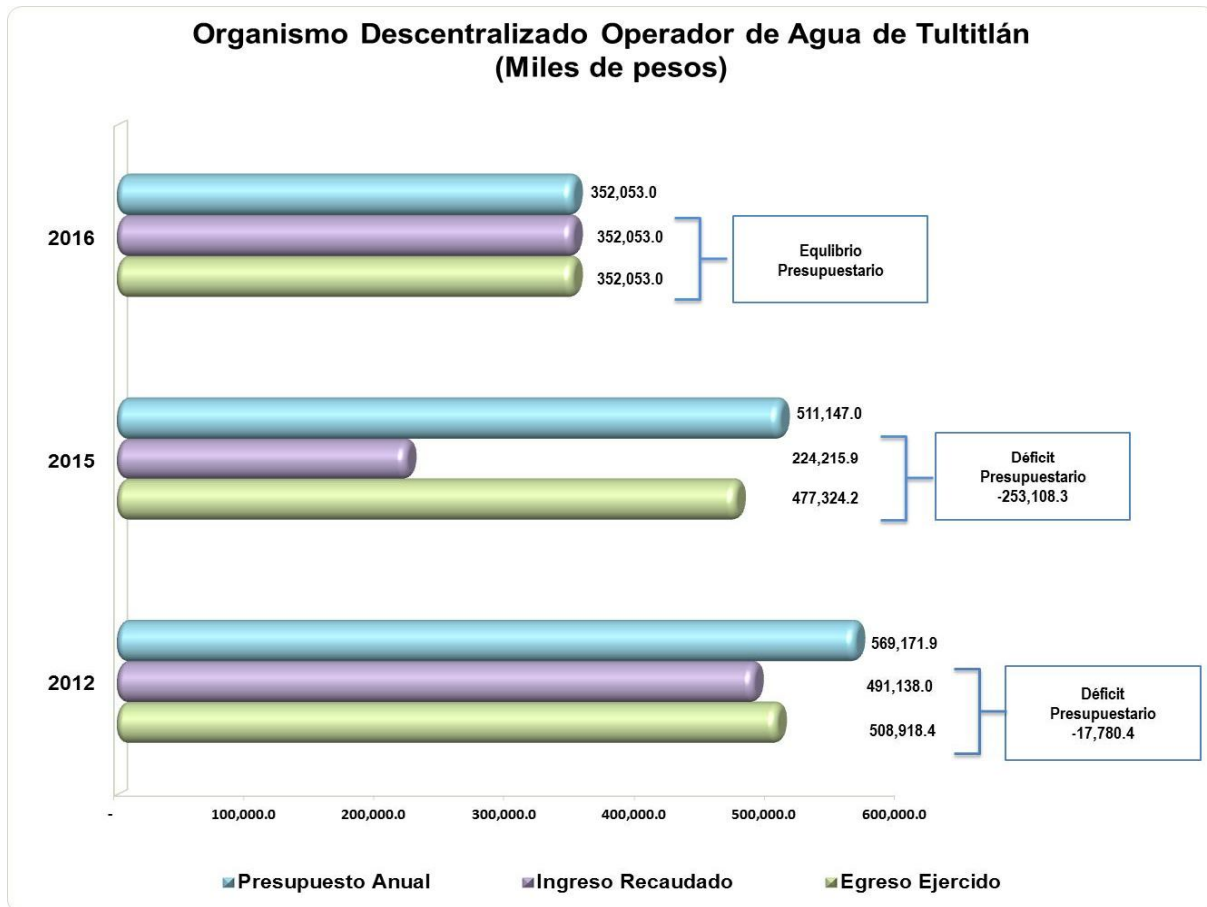 Organismo Descentralizado Operador de Agua de Tultitlán
(Miles de pesos)
2016
352,053.0
352,053.0
352,053.0
Equlibrio
Presupuestario
2015
511,147.0
224,215.9
477,324.2
Déficit
Presupuestario
-253,108.3
2012
569,171.9
491,138.0
508,918.4
Déficit
Presupuestario
-17,780.4
- 100,000.0 200,000.0 300,000.0 400,000.0 500,000.0 600,000.0
Presupuesto Anual Ingreso Recaudado Egreso Ejercido